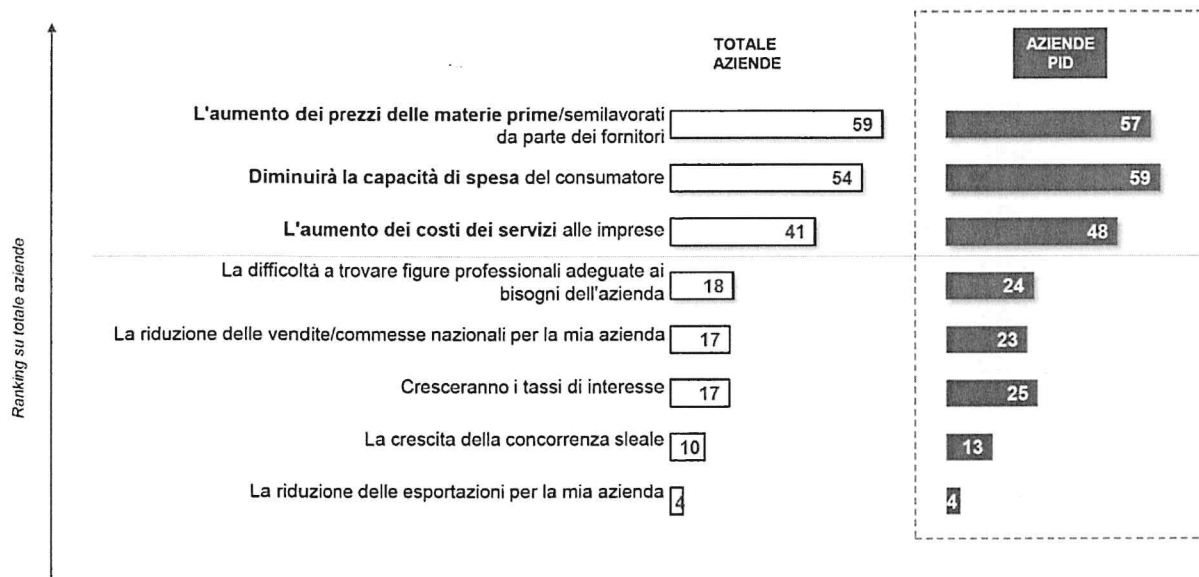 TOTALE
AZIENDE
AZIENDE
PID
Ranking su totale aziende
L'aumento dei prezzi delle materie prime/semilavorati
da parte dei fornitori
59
57
Diminuirà la capacità di spesa del consumatore
54
59
L'aumento dei costi dei servizi alle imprese
41
48
La difficoltà a trovare figure professionali adeguate ai
bisogni dell'azienda
18
24
La riduzione delle vendite/commesse nazionali per la mia azienda
17
23
Cresceranno i tassi di interesse
17
25
La crescita della concorrenza sleale
10
13
La riduzione delle esportazioni per la mia azienda
4
4